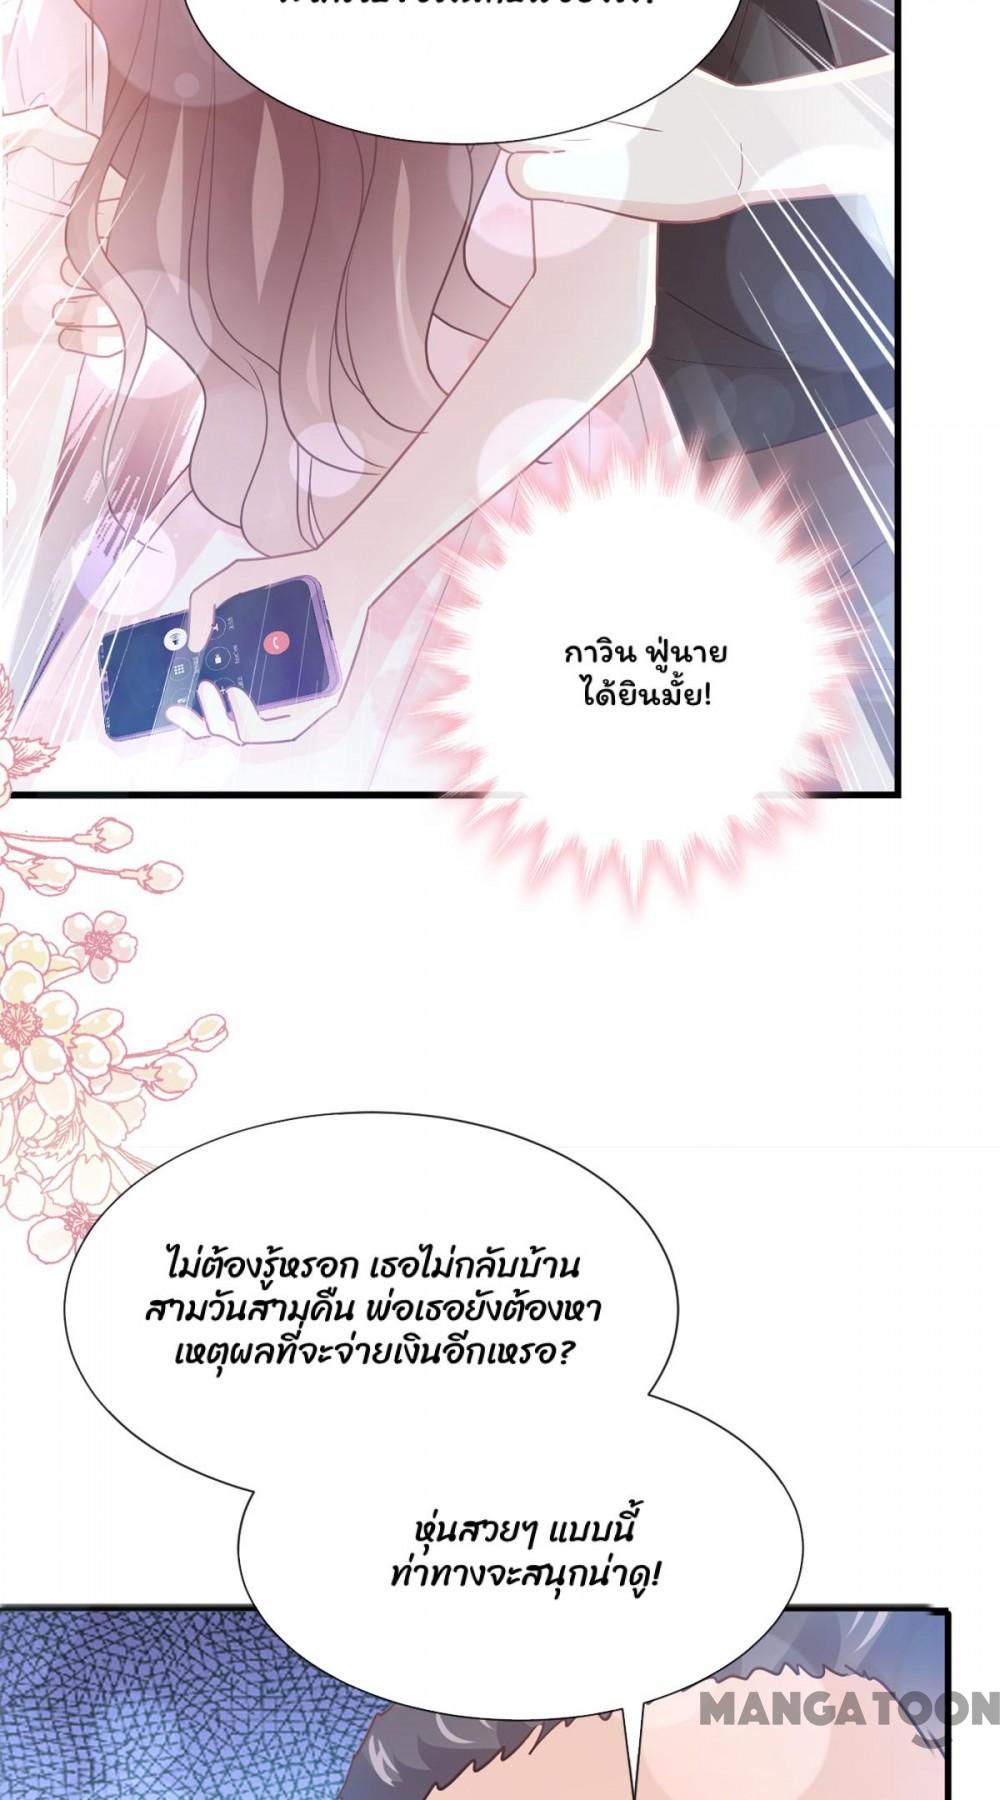 กาวิน ฟู่นาย
ได้ยินมั้ย!
ไม่ต้องรู้หรอก เธอไม่กลับบ้าน
สามวันสามคืน พ่อเธอยังต้องหา
เหตุผลที่จะจ่ายเงินอีกเหรอ?
หุ่นสวยๆ แบบนี้
ท่าทางจะสนุกน่าดู!
MANGATOON